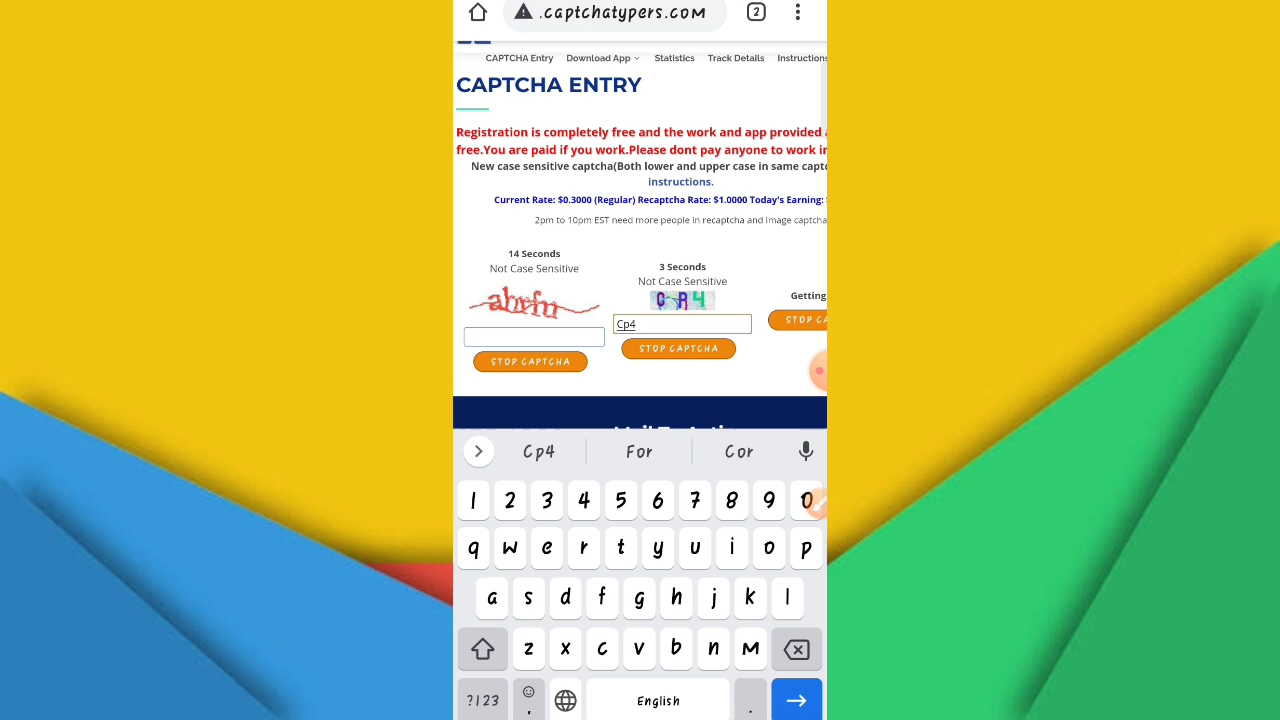 .captchatypers.com
2
CAPTCHA Entry Download App Statistics Track Details Instructions
CAPTCHA ENTRY
Registration is completely free and the work and app provided
free.You are paid if you work.Please dont pay anyone to work
New case sensitive captcha(Both lower and upper case in same
instructions.
Current Rate: $0.3000 (Regular) Recaptcha Rate: $1.0000 Today's Earning:
2pm to 10pm EST need more people in recaptcha and image captcha
14 Seconds
Not Case Sensitive
STOP CAPTCHA
3 Seconds
Not Case Sensitive
Cp4
STOP CAPTCHA
Getting
STOP
Cp4 For Cor
1 2 3 4 5 6 7 8 9 0
q w e r t y u i o p
a s d f g h j k l
z x c v b n m
?123 , English .